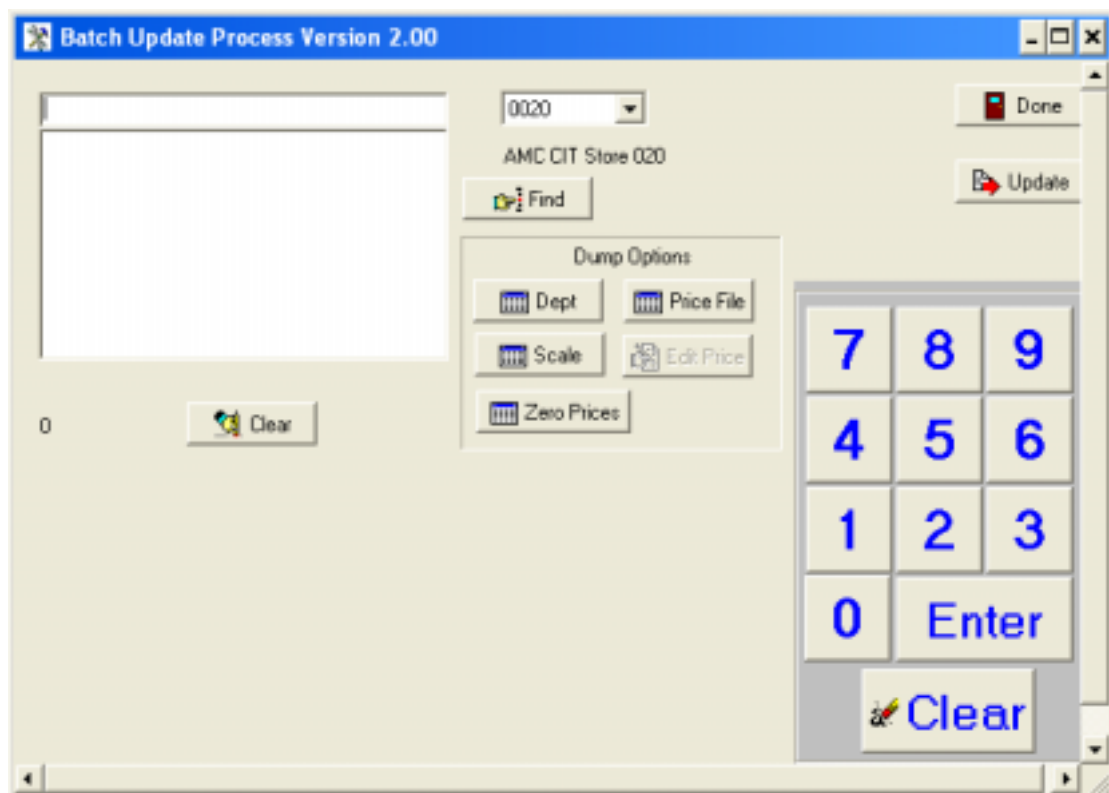 Batch Update Process Version 2.00
0020
Done
AMC CIT Store 020
Update
Find
Dump Options
Dept
Price File
Scale
Edit Price
Zero Prices
0
Clear
7 8 9
4 5 6
1 2 3
0 Enter
Clear